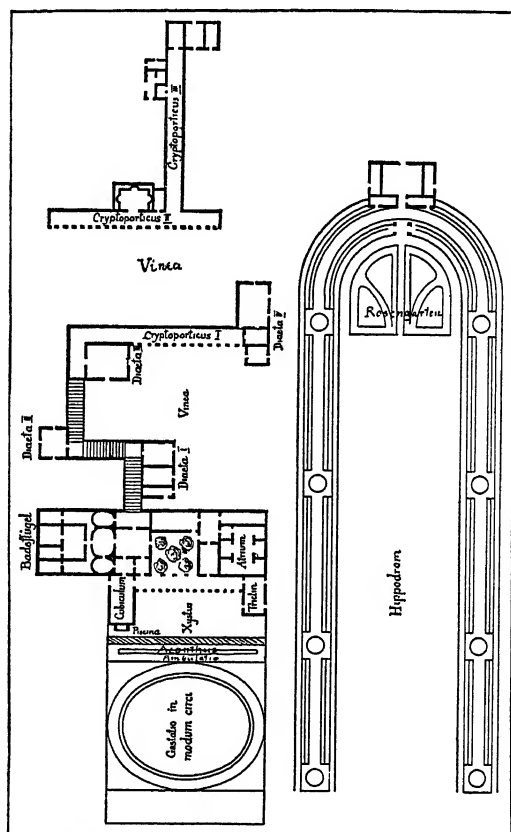 Cryptoporticus III
Cryptoporticus II
Vinea
Rosengarten
Cryptoporticus I
Diaeta IV
Diaeta
Vinea
Diaeta II
Diaeta I
Badeflügel
Atrium
Cubiculum
Triclin
Piscina
Xystus
Hippodrom
Acanthus
Ambulatio
Gestatio in
modum circi